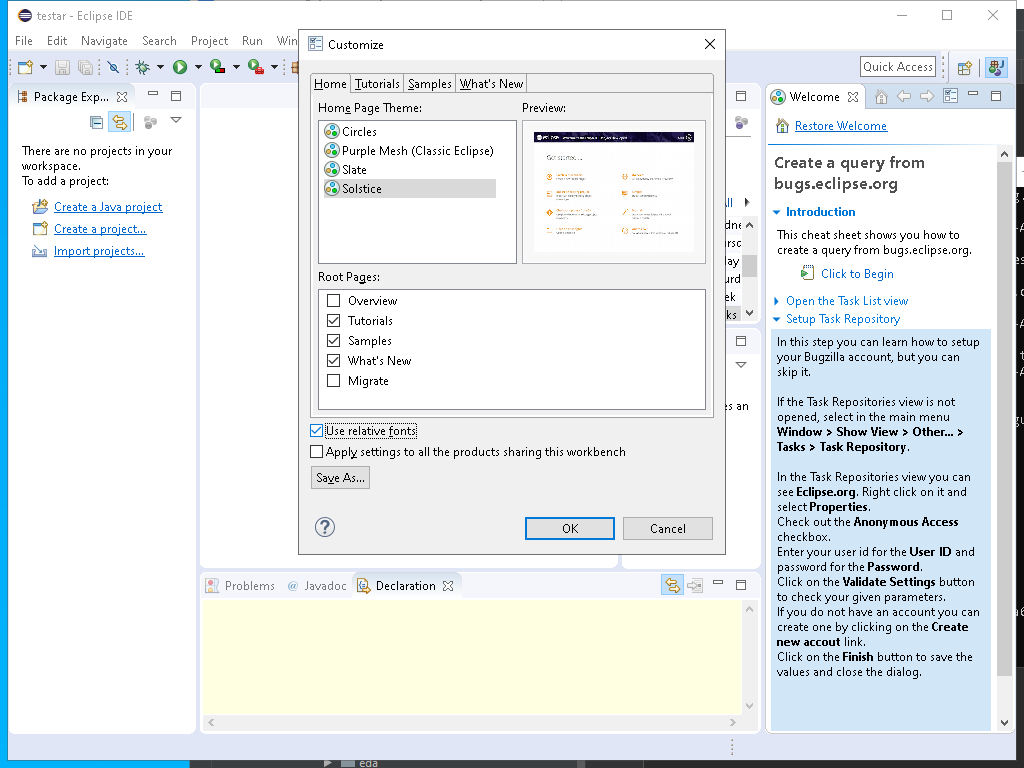 testar - Eclipse IDE
File Edit Navigate Search Project Run Win
Quick Access
Package Exp...
There are no projects in your
workspace.
To add a project:
Create a Java project
Create a project...
Import projects...
Customize
Home Tutorials Samples What's New
Home Page Theme:
Preview:
Circles
Purple Mesh (Classic Eclipse)
Slate
Solstice
Root Pages:
Overview
Tutorials
Samples
What's New
Migrate
Use relative fonts
Apply settings to all the products sharing this workbench
Save As...
OK Cancel
Problems @ Javadoc Declaration
Welcome
Restore Welcome
Create a query from
bugs.eclipse.org
Introduction
This cheat sheet shows you how to
create a query from bugs.eclipse.org.
Click to Begin
Open the Task List view
Setup Task Repository
In this step you can learn how to setup
your Bugzilla account, but you can
skip it.
If the Task Repositories view is not
opened, select in the main menu
Window > Show View > Other... >
Tasks > Task Repository.
In the Task Repositories view you can
see Eclipse.org. Right click on it and
select Properties.
Check out the Anonymous Access
checkbox.
Enter your user id for the User ID and
password for the Password.
Click on the Validate Settings button
to check your given parameters.
If you do not have an account you can
create one by clicking on the Create
new accout link.
Click on the Finish button to save the
values and close the dialog.
eda